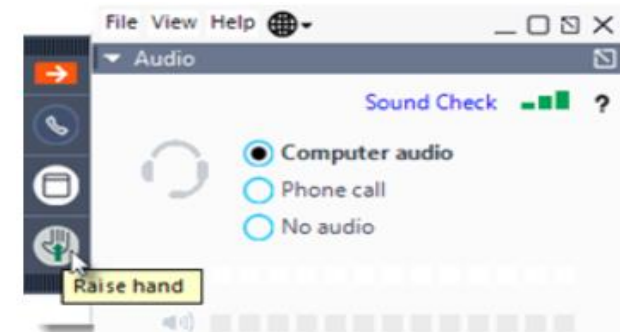 File View Help
Audio
Sound Check ?
Computer audio
Phone call
No audio
Raise hand